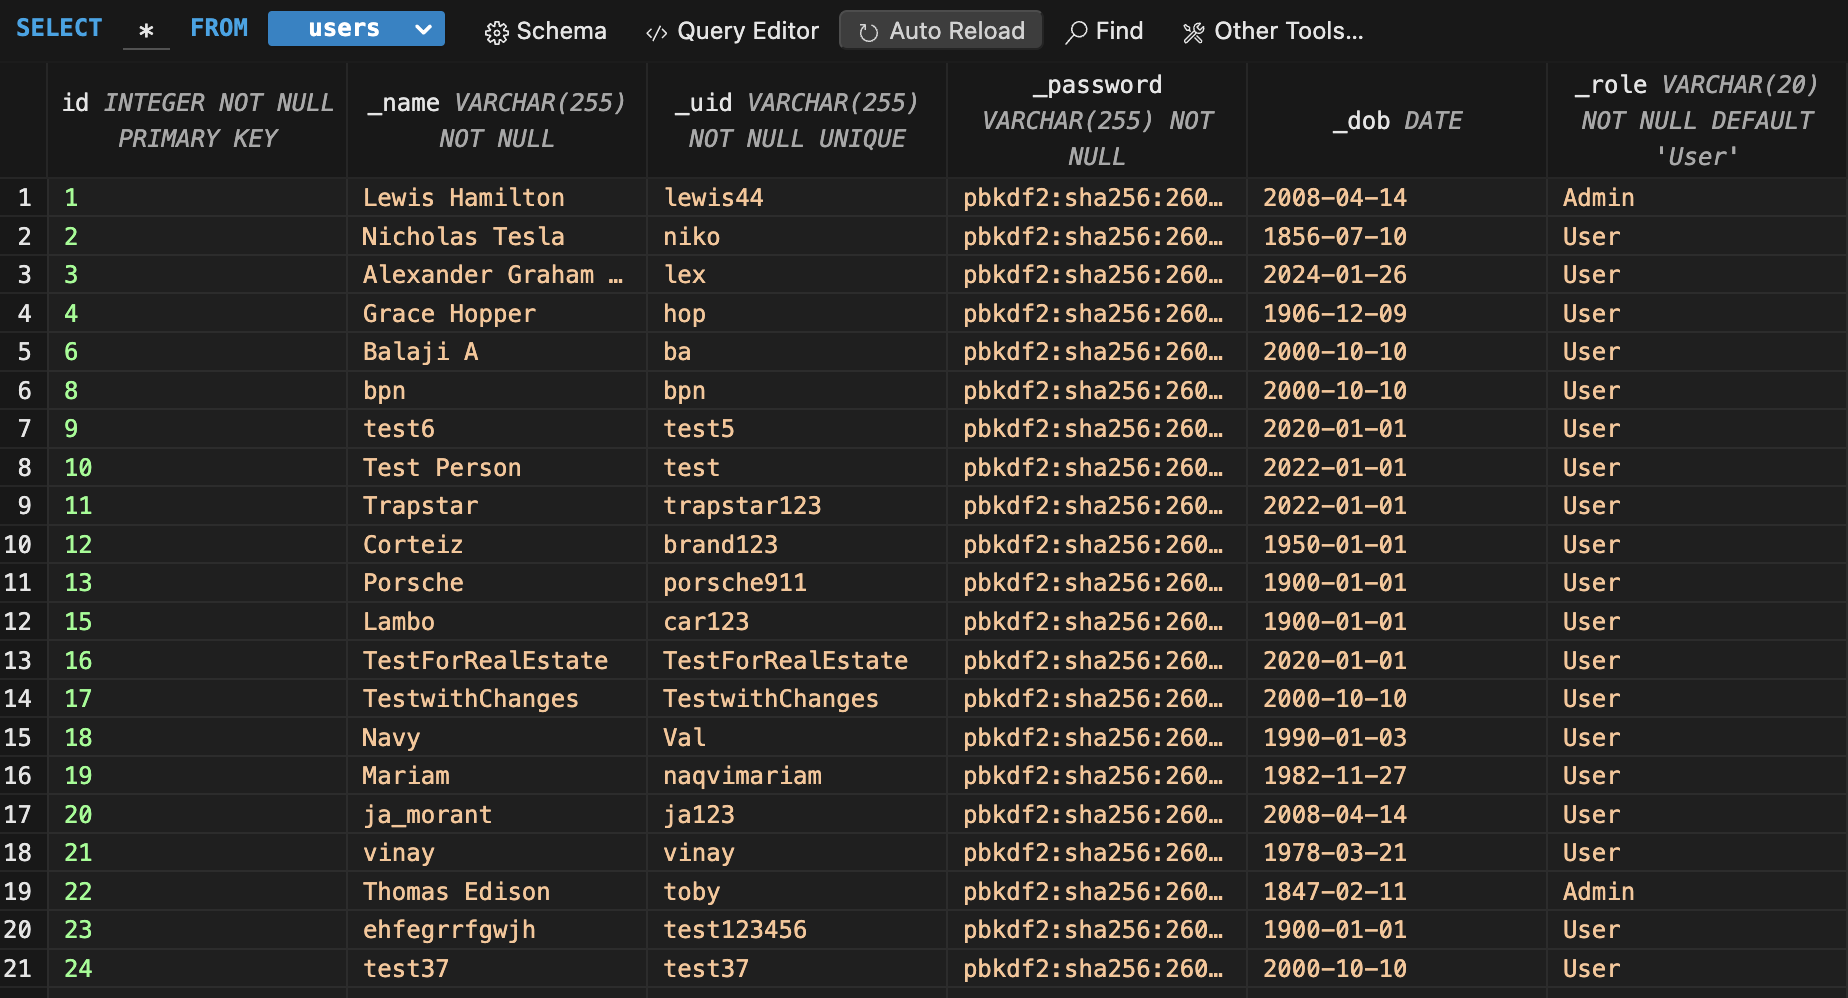 SELECT * FROM users Schema Query Editor Auto Reload Find Other Tools...
id INTEGER NOT NULL PRIMARY KEY
_name VARCHAR(255) NOT NULL
_uid VARCHAR(255) NOT NULL UNIQUE
_password VARCHAR(255) NOT NULL
_dob DATE
_role VARCHAR(20) NOT NULL DEFAULT 'User'
1 1 Lewis Hamilton lewis44 pbkdf2:sha256:260… 2008-04-14 Admin
2 2 Nicholas Tesla niko pbkdf2:sha256:260… 1856-07-10 User
3 3 Alexander Graham … lex pbkdf2:sha256:260… 2024-01-26 User
4 4 Grace Hopper hop pbkdf2:sha256:260… 1906-12-09 User
5 6 Balaji A ba pbkdf2:sha256:260… 2000-10-10 User
6 8 bpn bpn pbkdf2:sha256:260… 2000-10-10 User
7 9 test6 test5 pbkdf2:sha256:260… 2020-01-01 User
8 10 Test Person test pbkdf2:sha256:260… 2022-01-01 User
9 11 Trapstar trapstar123 pbkdf2:sha256:260… 2022-01-01 User
10 12 Corteiz brand123 pbkdf2:sha256:260… 1950-01-01 User
11 13 Porsche porsche911 pbkdf2:sha256:260… 1900-01-01 User
12 15 Lambo car123 pbkdf2:sha256:260… 1900-01-01 User
13 16 TestForRealEstate TestForRealEstate pbkdf2:sha256:260… 2020-01-01 User
14 17 TestwithChanges TestwithChanges pbkdf2:sha256:260… 2000-10-10 User
15 18 Navy Val pbkdf2:sha256:260… 1990-01-03 User
16 19 Mariam naqvimariam pbkdf2:sha256:260… 1982-11-27 User
17 20 ja_morant ja123 pbkdf2:sha256:260… 2008-04-14 User
18 21 vinay vinay pbkdf2:sha256:260… 1978-03-21 User
19 22 Thomas Edison toby pbkdf2:sha256:260… 1847-02-11 Admin
20 23 ehfegrrfgwjh test123456 pbkdf2:sha256:260… 1900-01-01 User
21 24 test37 test37 pbkdf2:sha256:260… 2000-10-10 User